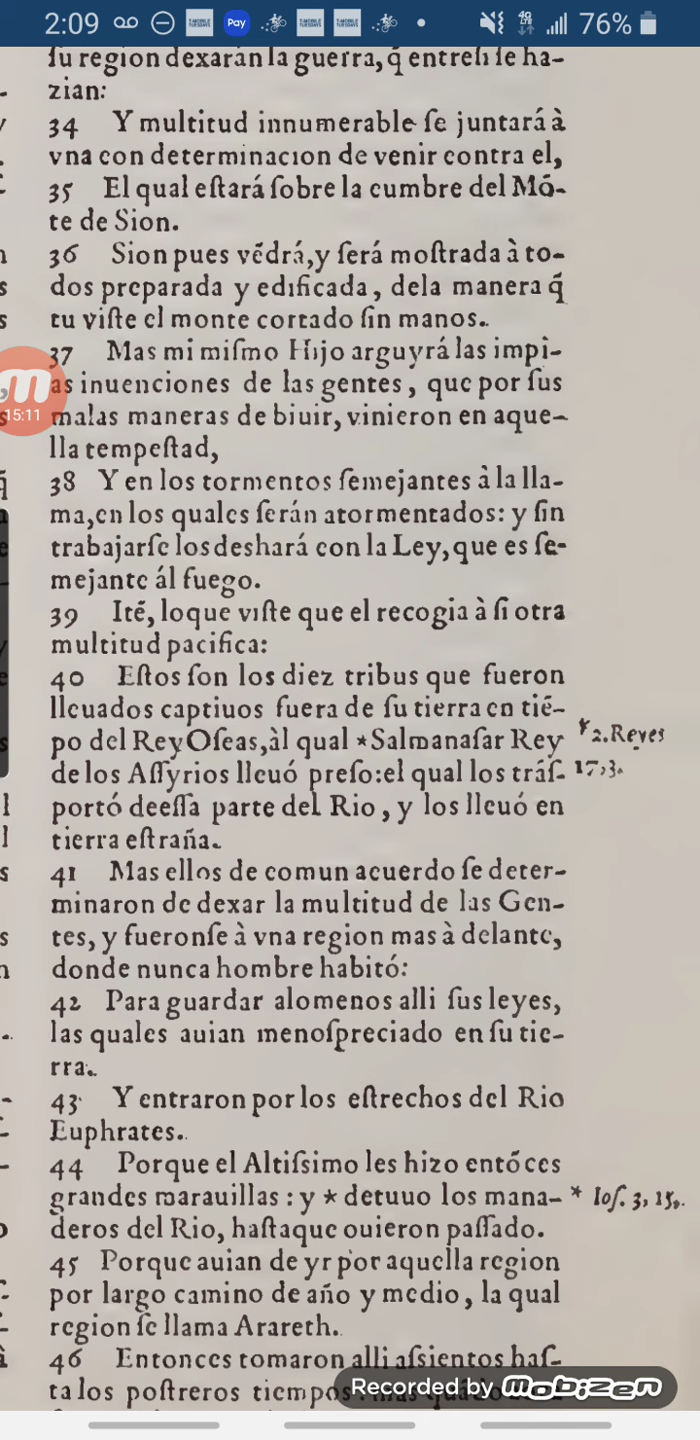 2:09
Pay
76%
ſu region dexarán la guerra, q̃ entreſi ſe ha-
zian:
34 Y multitud innumerable ſe juntará à
vna con determinacion de venir contra el,
35 El qual eſtará ſobre la cumbre del Mõ-
te de Sion.
36 Sion pues vẽdrá, y ſerá moſtrada à to-
dos preparada y edificada, dela manera q̃
tu viſte el monte cortado ſin manos.
37 Mas mi miſmo Hijo arguyrá las impi-
as inuenciones de las gentes, que por ſus
15:11
malas maneras de biuir, vinieron en aque-
lla tempeſtad,
38 Y en los tormentos ſemejantes à la lla-
ma, en los quales ſerán atormentados: y ſin
trabajarſe los deshará con la Ley, que es ſe-
mejante ál fuego.
39 Itẽ, loque viſte que el recogia à ſi otra
multitud pacifica:
40 Eſtos ſon los diez tribus que fueron
lleuados captiuos fuera de ſu tierra en tiẽ-
po del Rey Oſeas, àl qual *Salmanaſar Rey
*2.Reyes
de los Aſſyrios lleuó preſo: el qual los tráſ-
17,3.
portó deeſſa parte del Rio, y los lleuó en
tierra eſtraña.
41 Mas ellos de comun acuerdo ſe deter-
minaron de dexar la multitud de las Gen-
tes, y fueronſe à vna region mas à delante,
donde nunca hombre habitó:
42 Para guardar alomenos alli ſus leyes,
las quales auian menoſpreciado en ſu tie-
rra.
43 Y entraron por los eſtrechos del Rio
Euphrates.
44 Porque el Altiſsimo les hizo entõces
grandes marauillas: y * detuuo los mana-
* Ioſ. 3, 15.
deros del Rio, haſtaque ouieron paſſado.
45 Porque auian de yr por aquella region
por largo camino de año y medio, la qual
region ſe llama Arareth.
46 Entonces tomaron alli aſsientos haſ-
ta los poſtreros tiempos
Recorded by MOBIZEN